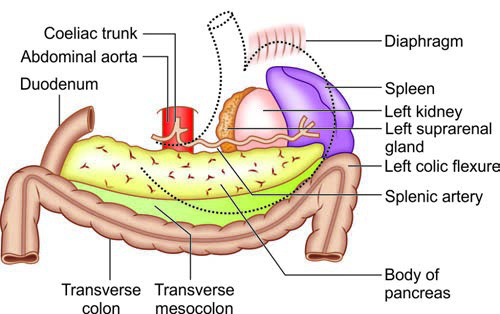 Coeliac trunk
Abdominal aorta
Duodenum
Diaphragm
Spleen
Left kidney
Left suprarenal
gland
Left colic flexure
Splenic artery
Body of
pancreas
Transverse
colon
Transverse
mesocolon